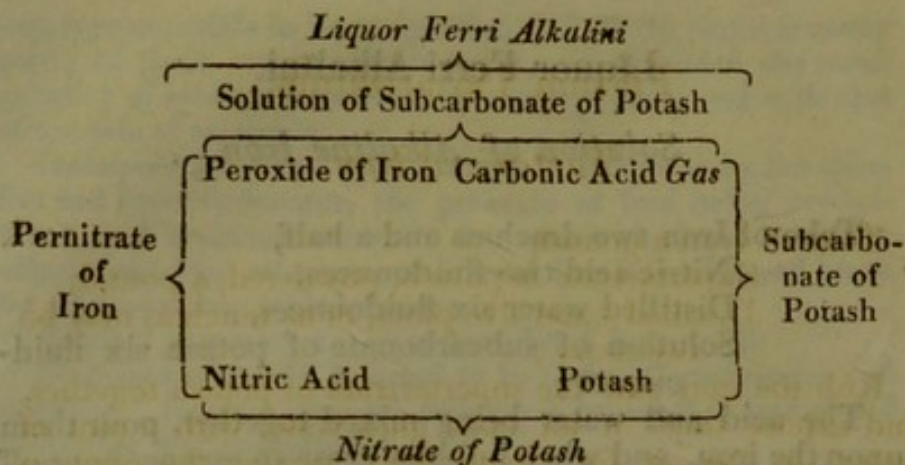 Liquor Ferri Alkalini
Solution of Subcarbonate of Potash
Peroxide of Iron Carbonic Acid Gas
Pernitrate
of
Iron
Subcarbo-
nate of
Potash
Nitric Acid Potash
Nitrate of Potash